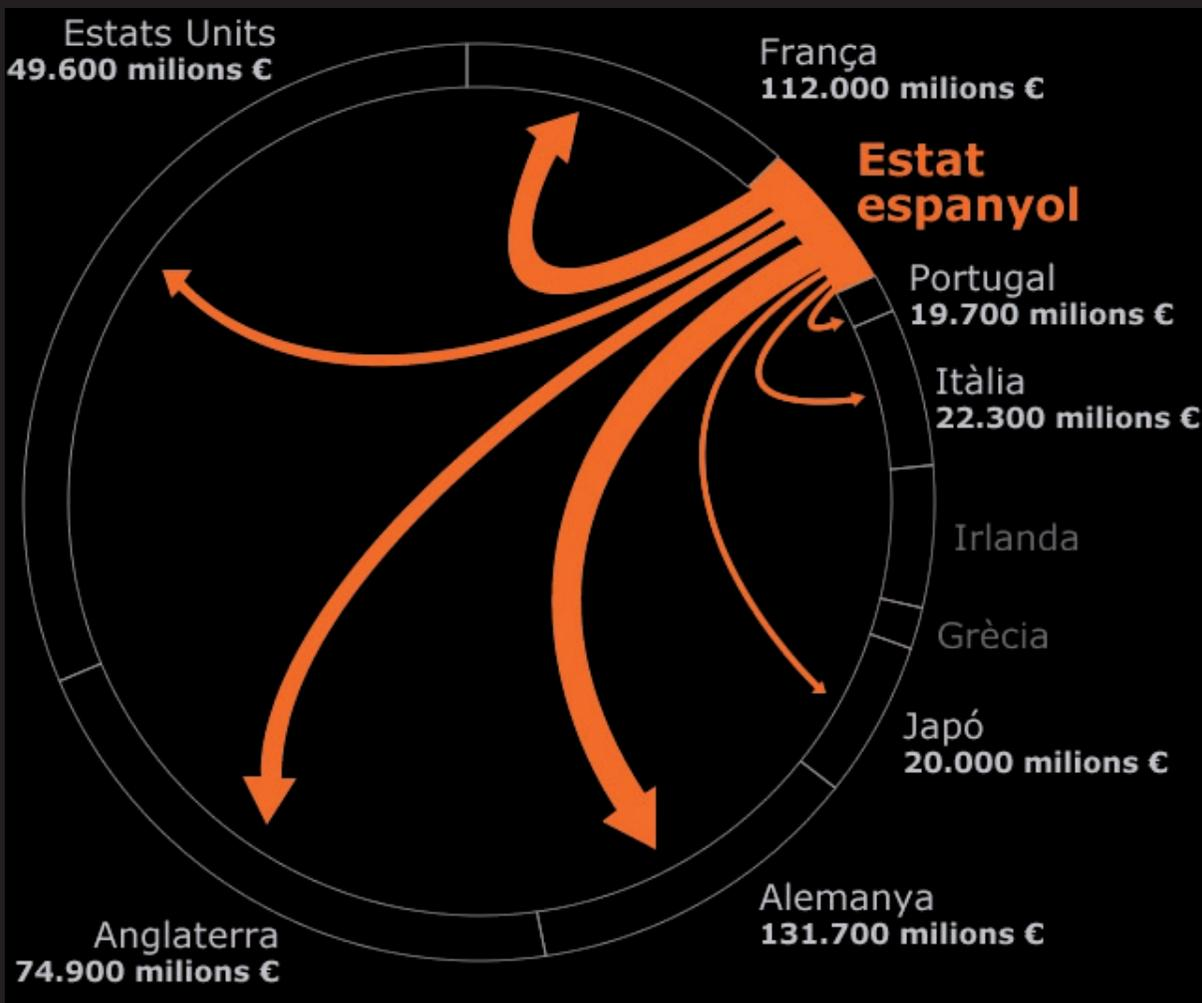 Estats Units
49.600 milions €
França
112.000 milions €
Estat
espanyol
Portugal
19.700 milions €
Itàlia
22.300 milions €
Irlanda
Grècia
Japó
20.000 milions €
Alemanya
131.700 milions €
Anglaterra
74.900 milions €